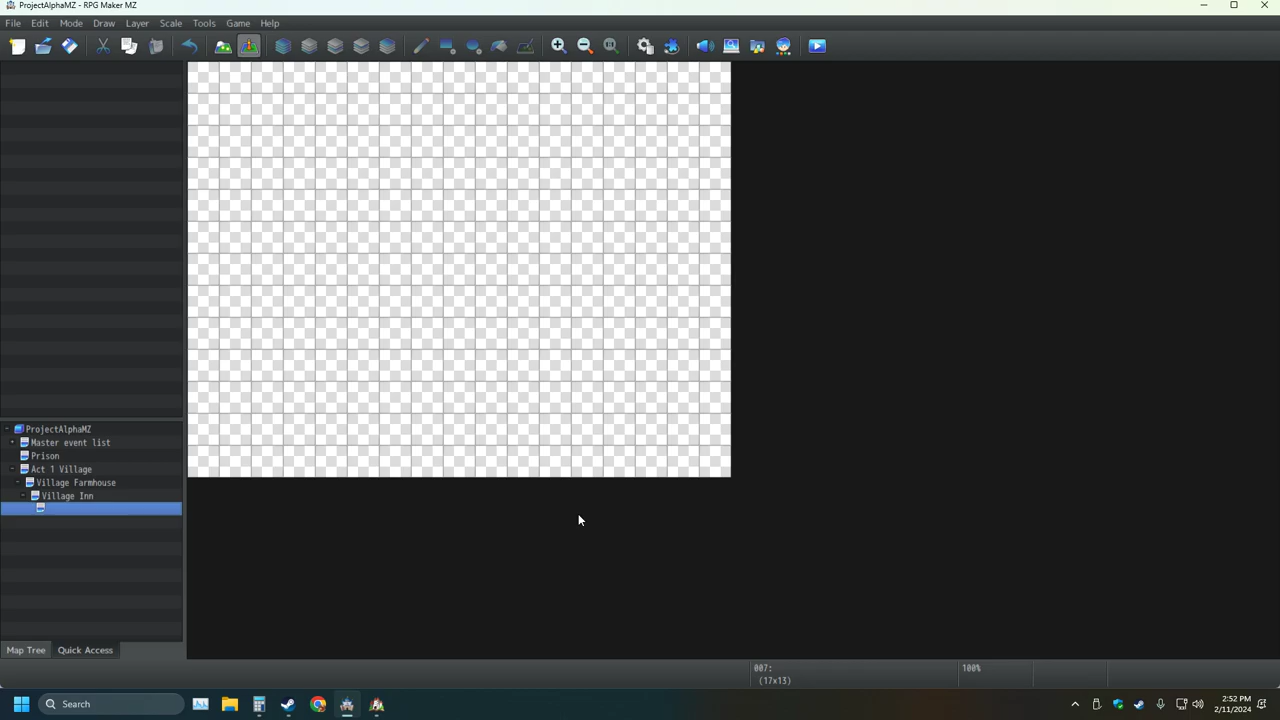 ProjectAlphaMZ - RPG Maker MZ
File Edit Mode Draw Layer Scale Tools Game Help
ProjectAlphaMZ
Master event list
Prison
Act 1 Village
Village Farmhouse
Village Inn
Map Tree Quick Access
007:
(17x13)
100%
Search
2:52 PM
2/11/2024